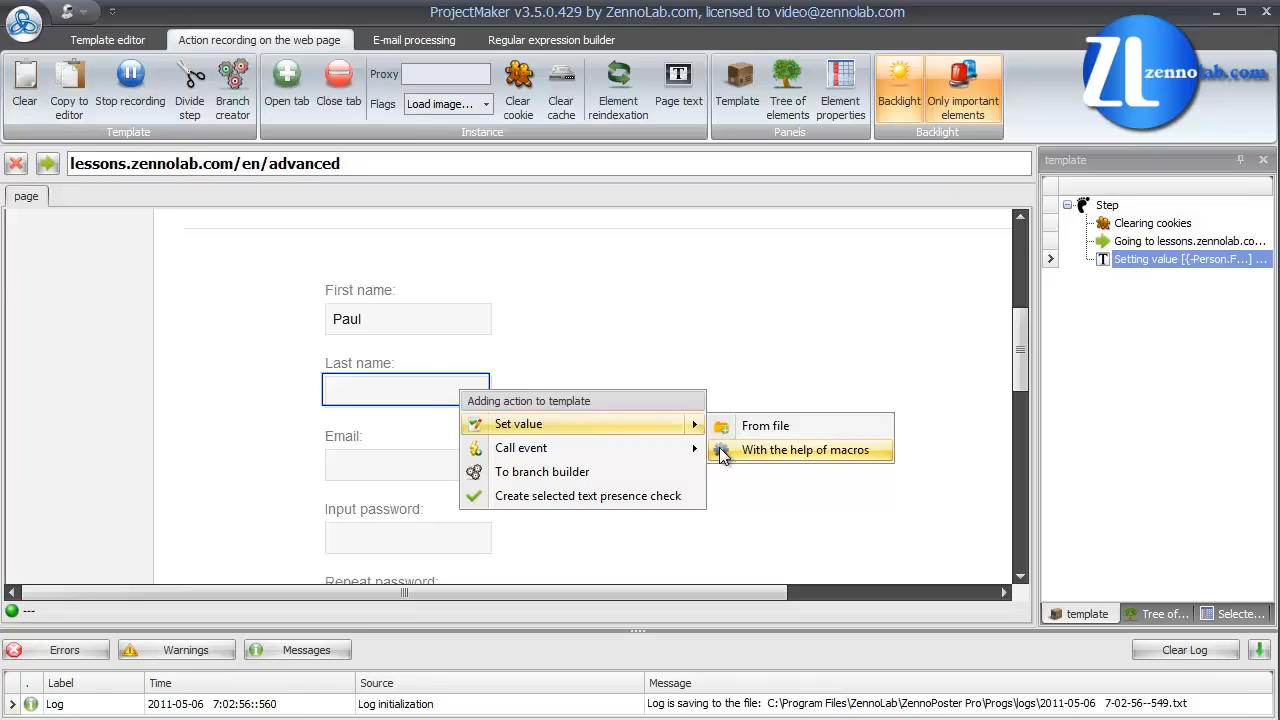 ProjectMaker v3.5.0.429 by ZennoLab.com, licensed to video@zennolab.com
Template editor
Action recording on the web page
E-mail processing
Regular expression builder
Clear
Copy to editor
Stop recording
Divide step
Branch creator
Template
Open tab
Close tab
Proxy
Flags
Load image...
Clear cookie
Clear cache
Element reindexation
Page text
Instance
Template
Tree of elements
Element properties
Panels
Backlight
Only important elements
Backlight
ZL zennolab.com
lessons.zennolab.com/en/advanced
page
First name:
Paul
Last name:
Email:
Input password:
Repeat password:
Adding action to template
Set value
Call event
To branch builder
Create selected text presence check
From file
With the help of macros
template
Step
Clearing cookies
Going to lessons.zennolab.co...
Setting value [{-Person.F...] ...
template
Tree of...
Selecte...
---
Errors
Warnings
Messages
Clear Log
. Label Time Source Message
Log 2011-05-06 7:02:56::560 Log initialization Log is saving to the file: C:\Program Files\ZennoLab\ZennoPoster Pro\Progs\logs\2011-05-06 7-02-56--549.txt